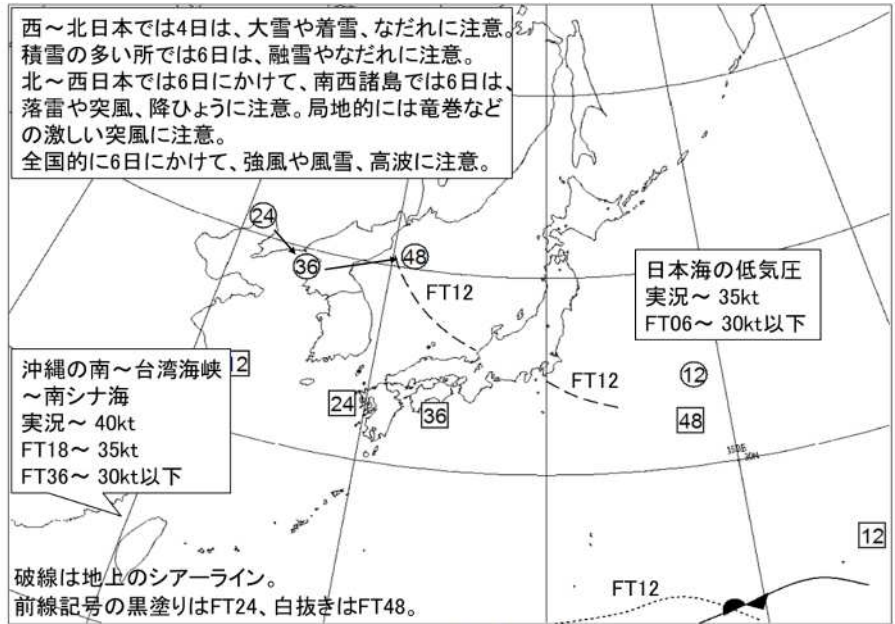 西～北日本では4日は、大雪や着雪、なだれに注意。
積雪の多い所では6日は、融雪やなだれに注意。
北～西日本では6日にかけて、南西諸島では6日は、
落雷や突風、降ひょうに注意。局地的には竜巻など
の激しい突風に注意。
全国的に6日にかけて、強風や風雪、高波に注意。
24
36
48
FT12
日本海の低気圧
実況～ 35kt
FT06～ 30kt以下
12
沖縄の南～台湾海峡
～南シナ海
実況～ 40kt
FT18～ 35kt
FT36～ 30kt以下
24
36
FT12
12
48
150E
30N
12
FT12
破線は地上のシアーライン。
前線記号の黒塗りはFT24、白抜きはFT48。